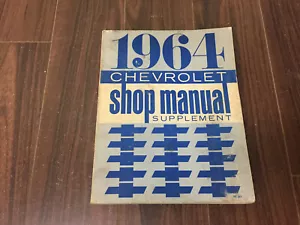 1964
CHEVROLET
shop manual
SUPPLEMENT